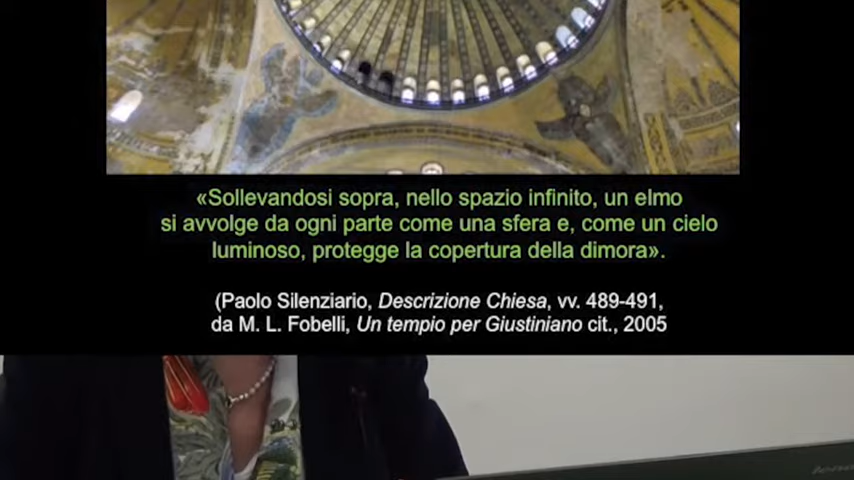 «Sollevandosi sopra, nello spazio infinito, un elmo
si avvolge da ogni parte come una sfera e, come un cielo
luminoso, protegge la copertura della dimora».
(Paolo Silenziario, Descrizione Chiesa, vv. 489-491,
da M. L. Fobelli, Un tempio per Giustiniano cit., 2005
lenovo